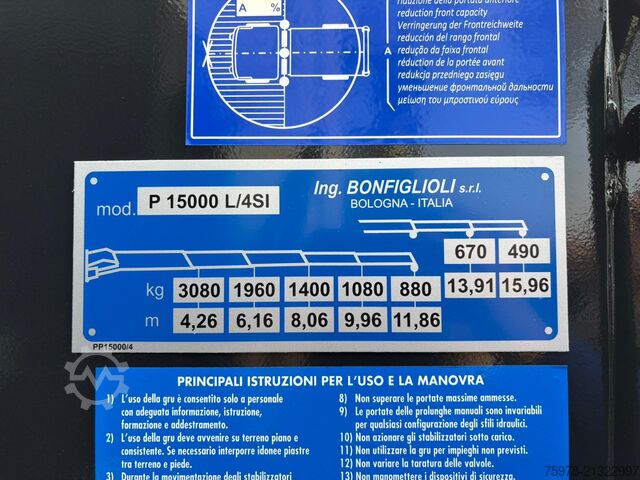 riduzione della portata anteriore
reduction front capacity
Verringerung der Frontreichweite
reducción del rango frontal
A redução da faixa frontal
réduction de la portée avant
redukcja przedniego zasięgu
уменьшение фронтальной дальности
μείωση του μπροστινού εύρους
A %
mod. P 15000 L/4SI
Ing. BONFIGLIOLI s.r.l.
BOLOGNA - ITALIA
670 490
kg 3080 1960 1400 1080 880 13,91 15,96
m 4,26 6,16 8,06 9,96 11,86
PP15000/4
PRINCIPALI ISTRUZIONI PER L'USO E LA MANOVRA
1) L'uso della gru è consentito solo a personale
con adeguata informazione, istruzione,
formazione e addestramento.
2) L'uso della gru deve avvenire su terreno piano e
consistente. Se necessario interporre idonee piastre
tra terreno e piede.
3) Durante la movimentazione degli stabilizzatori
8) Non superare le portate massime ammesse.
9) Le portate delle prolunghe manuali sono invariabili
per qualsiasi configurazione degli sfili idraulici.
10) Non azionare gli stabilizzatori sotto carico.
11) Non utilizzare la gru per impieghi non previsti.
12) Non variare la taratura delle valvole.
13) Non manomettere i dispositivi di sicurezza.
75978-21322997